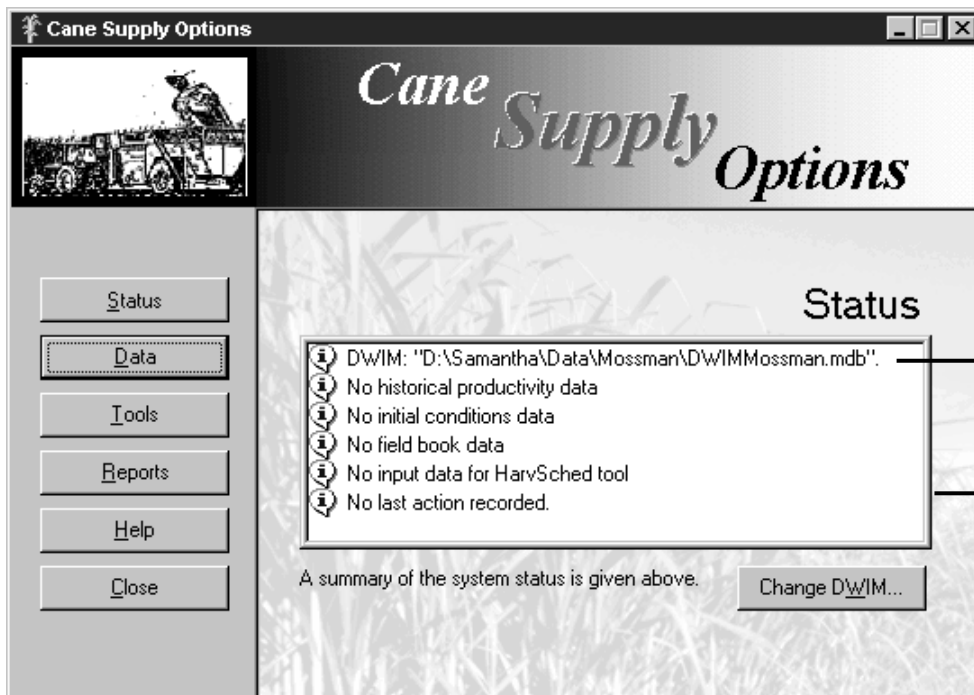 Cane Supply Options
Cane
Supply
Options
Status
Data
Tools
Reports
Help
Close
Status
DWIM: "D:\Samantha\Data\Mossman\DWIMMossman.mdb".
No historical productivity data
No initial conditions data
No field book data
No input data for HarvSched tool
No last action recorded.
A summary of the system status is given above.
Change DWIM...